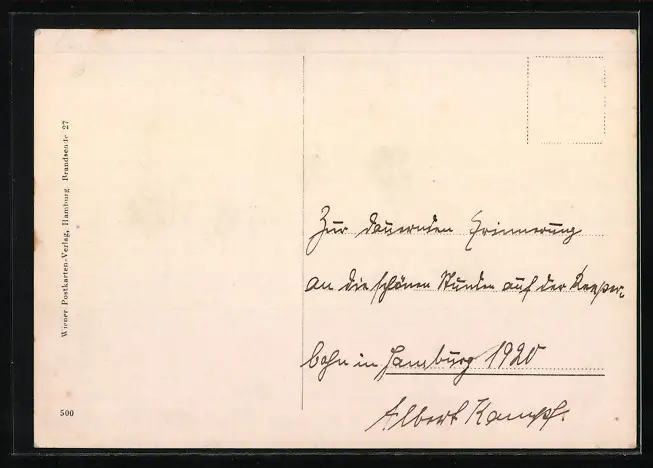 Wiener Postkarten-Verlag, Hamburg, Brandsende 27
500
Zur dauernden Erinnerung
an die schönen Stunden auf der Reeper-
bahn in Hamburg 1920
Albert Kampf.